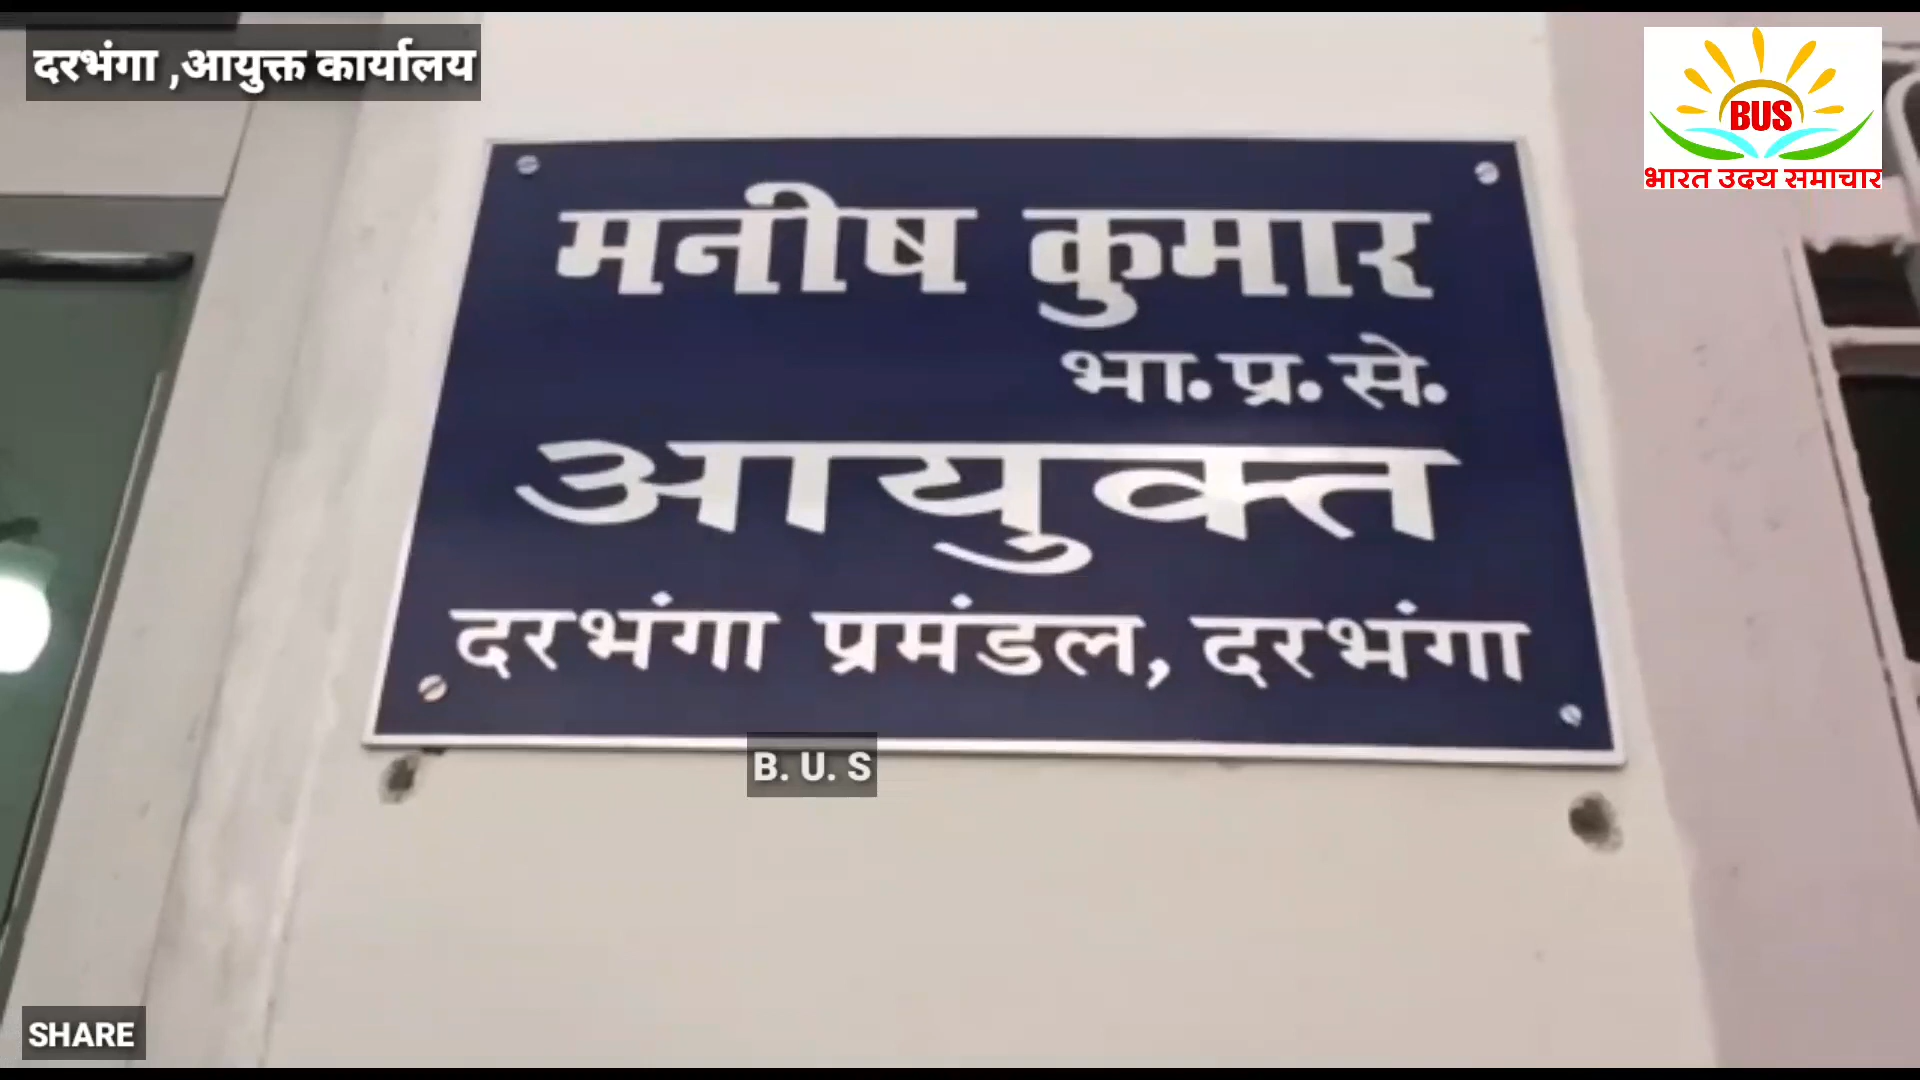 दरभंगा ,आयुक्त कार्यालय
BUS
भारत उदय समाचार
मनीष कुमार
भा.प्र.से.
आयुक्त
दरभंगा प्रमंडल, दरभंगा
B. U. S
SHARE